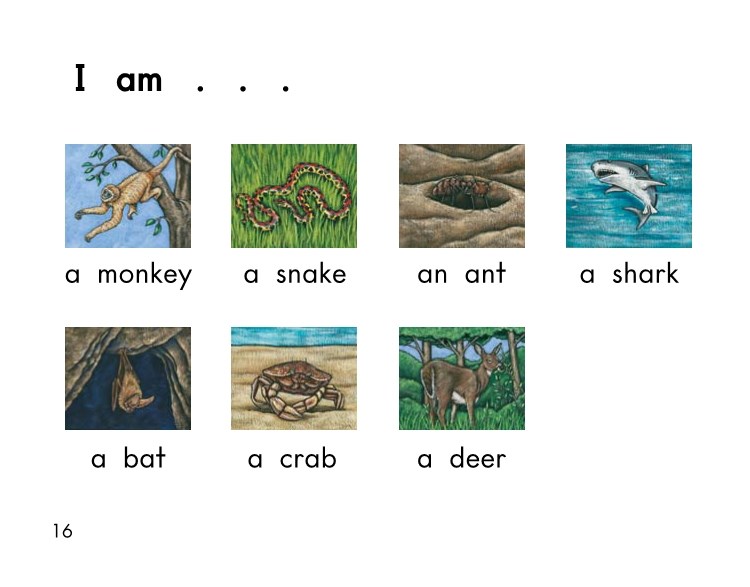 I am . . .
a monkey a snake an ant a shark
a bat a crab a deer
16